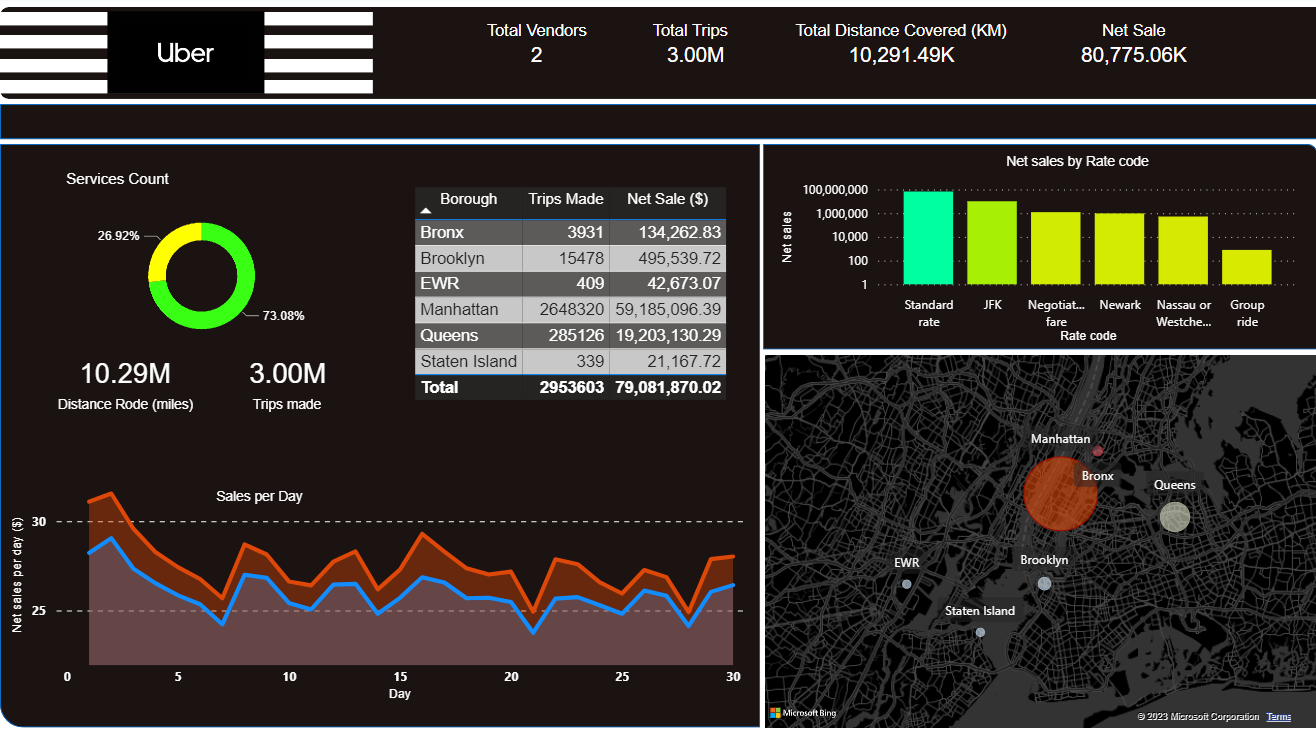 Uber
Total Vendors
2
Total Trips
3.00M
Total Distance Covered (KM)
10,291.49K
Net Sale
80,775.06K
Services Count
26.92%
73.08%
10.29M
Distance Rode (miles)
3.00M
Trips made
Borough Trips Made Net Sale ($)
Bronx 3931 134,262.83
Brooklyn 15478 495,539.72
EWR 409 42,673.07
Manhattan 2648320 59,185,096.39
Queens 285126 19,203,130.29
Staten Island 339 21,167.72
Total 2953603 79,081,870.02
Sales per Day
Net sales per day ($)
30
25
0 5 10 15 20 25 30
Day
Net sales by Rate code
Net sales
100,000,000
1,000,000
10,000
100
1
Standard rate
JFK
Negotiat... fare
Newark
Nassau or Westche...
Group ride
Rate code
Manhattan
Bronx
Queens
EWR
Brooklyn
Staten Island
Microsoft Bing
© 2023 Microsoft Corporation Terms